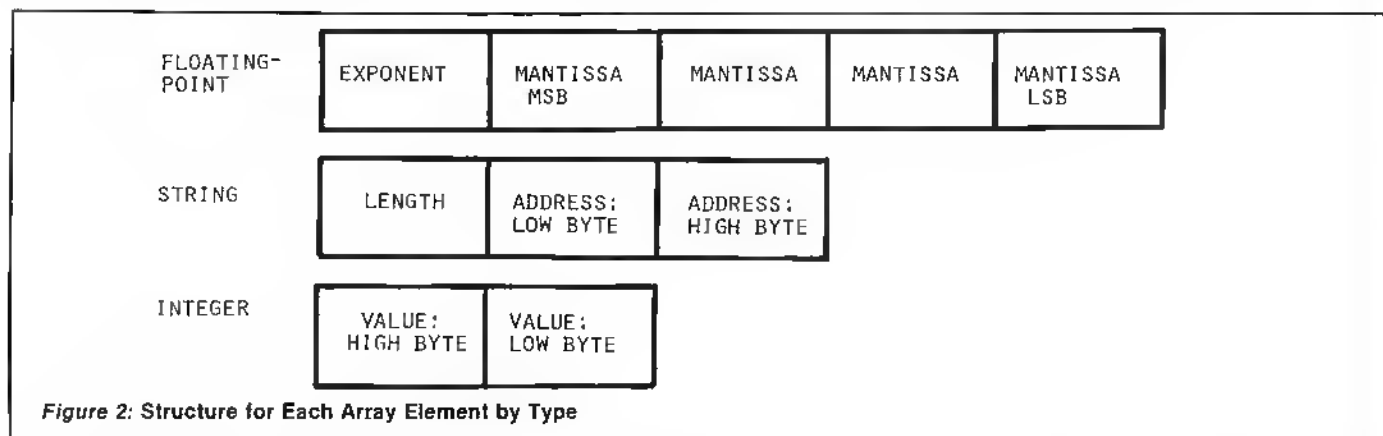 FLOATING-
POINT
EXPONENT
MANTISSA
MSB
MANTISSA
MANTISSA
MANTISSA
LSB
STRING
LENGTH
ADDRESS:
LOW BYTE
ADDRESS:
HIGH BYTE
INTEGER
VALUE:
HIGH BYTE
VALUE:
LOW BYTE
Figure 2: Structure for Each Array Element by Type